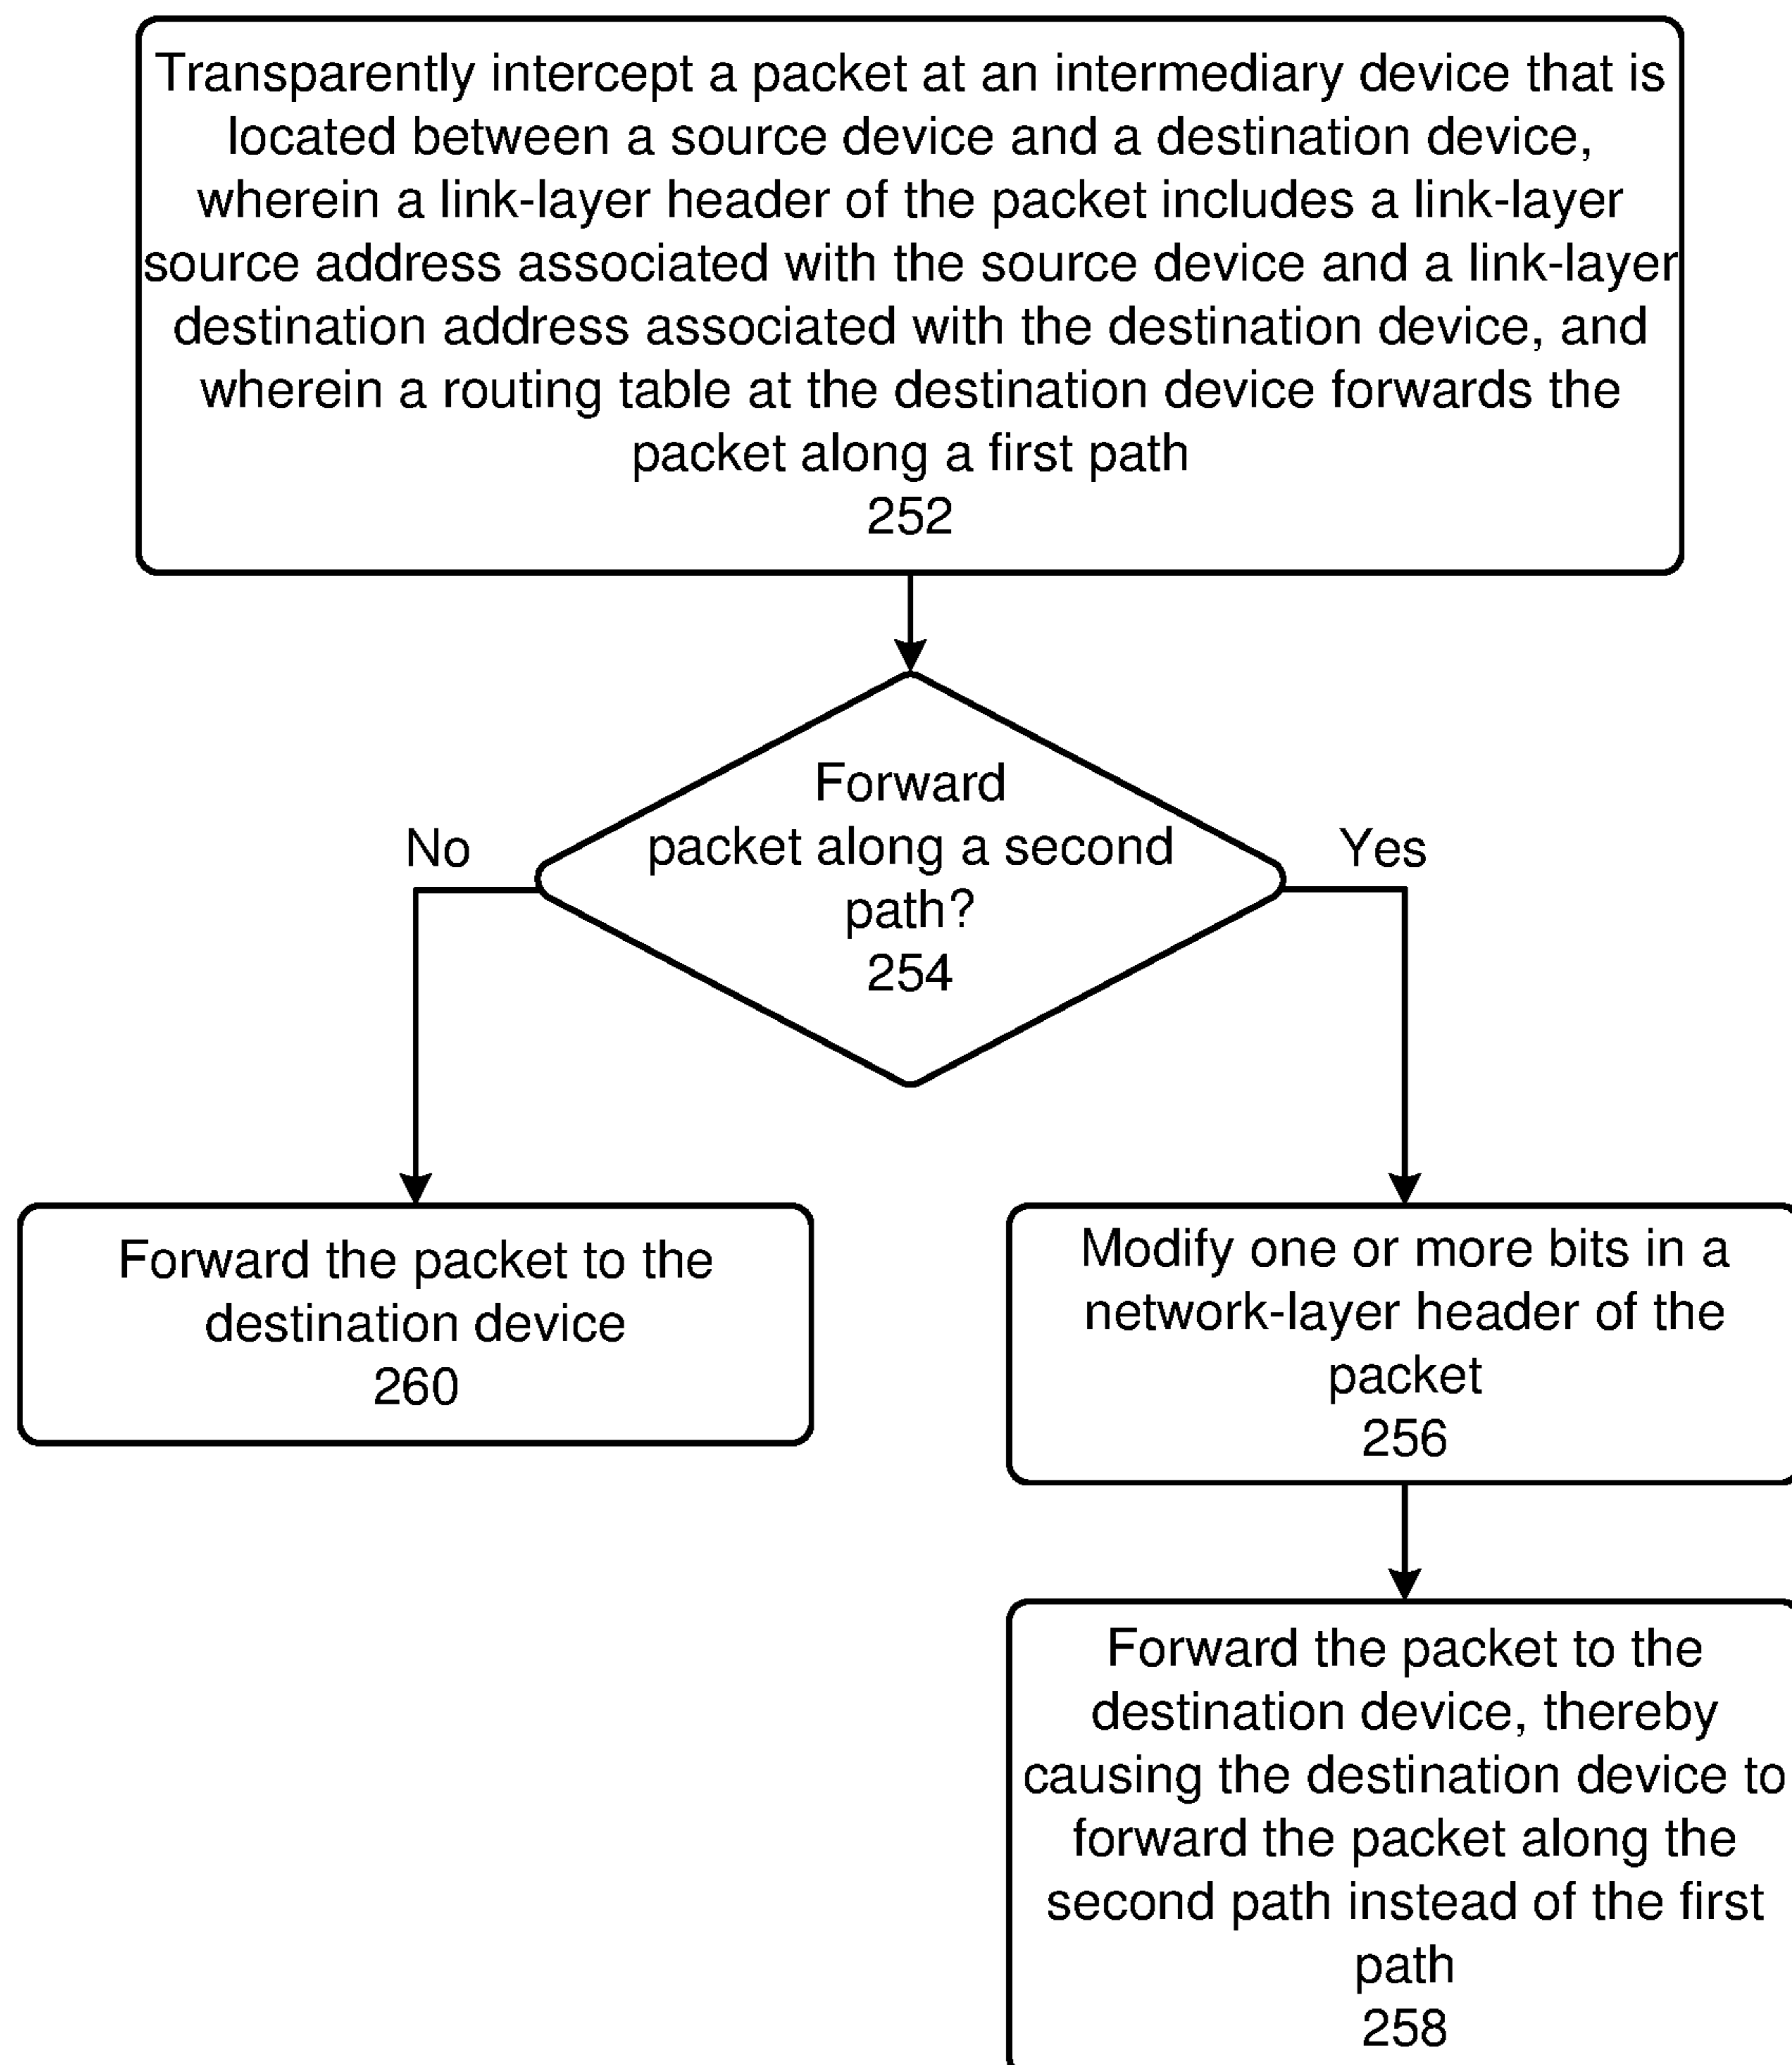 Transparently intercept a packet at an intermediary device that is
located between a source device and a destination device,
wherein a link-layer header of the packet includes a link-layer
source address associated with the source device and a link-layer
destination address associated with the destination device, and
wherein a routing table at the destination device forwards the
packet along a first path
252
Forward
packet along a second
path?
254
No
Yes
Forward the packet to the
destination device
260
Modify one or more bits in a
network-layer header of the
packet
256
Forward the packet to the
destination device, thereby
causing the destination device to
forward the packet along the
second path instead of the first
path
258